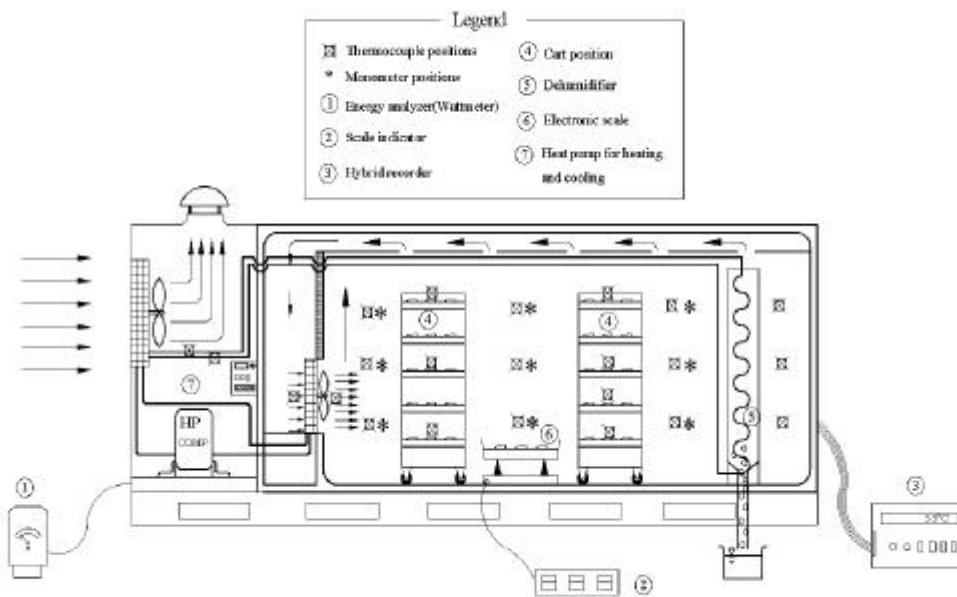 Legend
Thermocouple positions
* Monometer positions
① Energy analyzer(Wattmeter)
② Scale indicator
③ Hybrid recorder
④ Cart position
⑤ Dehumidifier
⑥ Electronic scale
⑦ Heat pump for heating
and cooling
④
④
⑦
⑤
⑥
HP
COMP
①
③
55°C
②